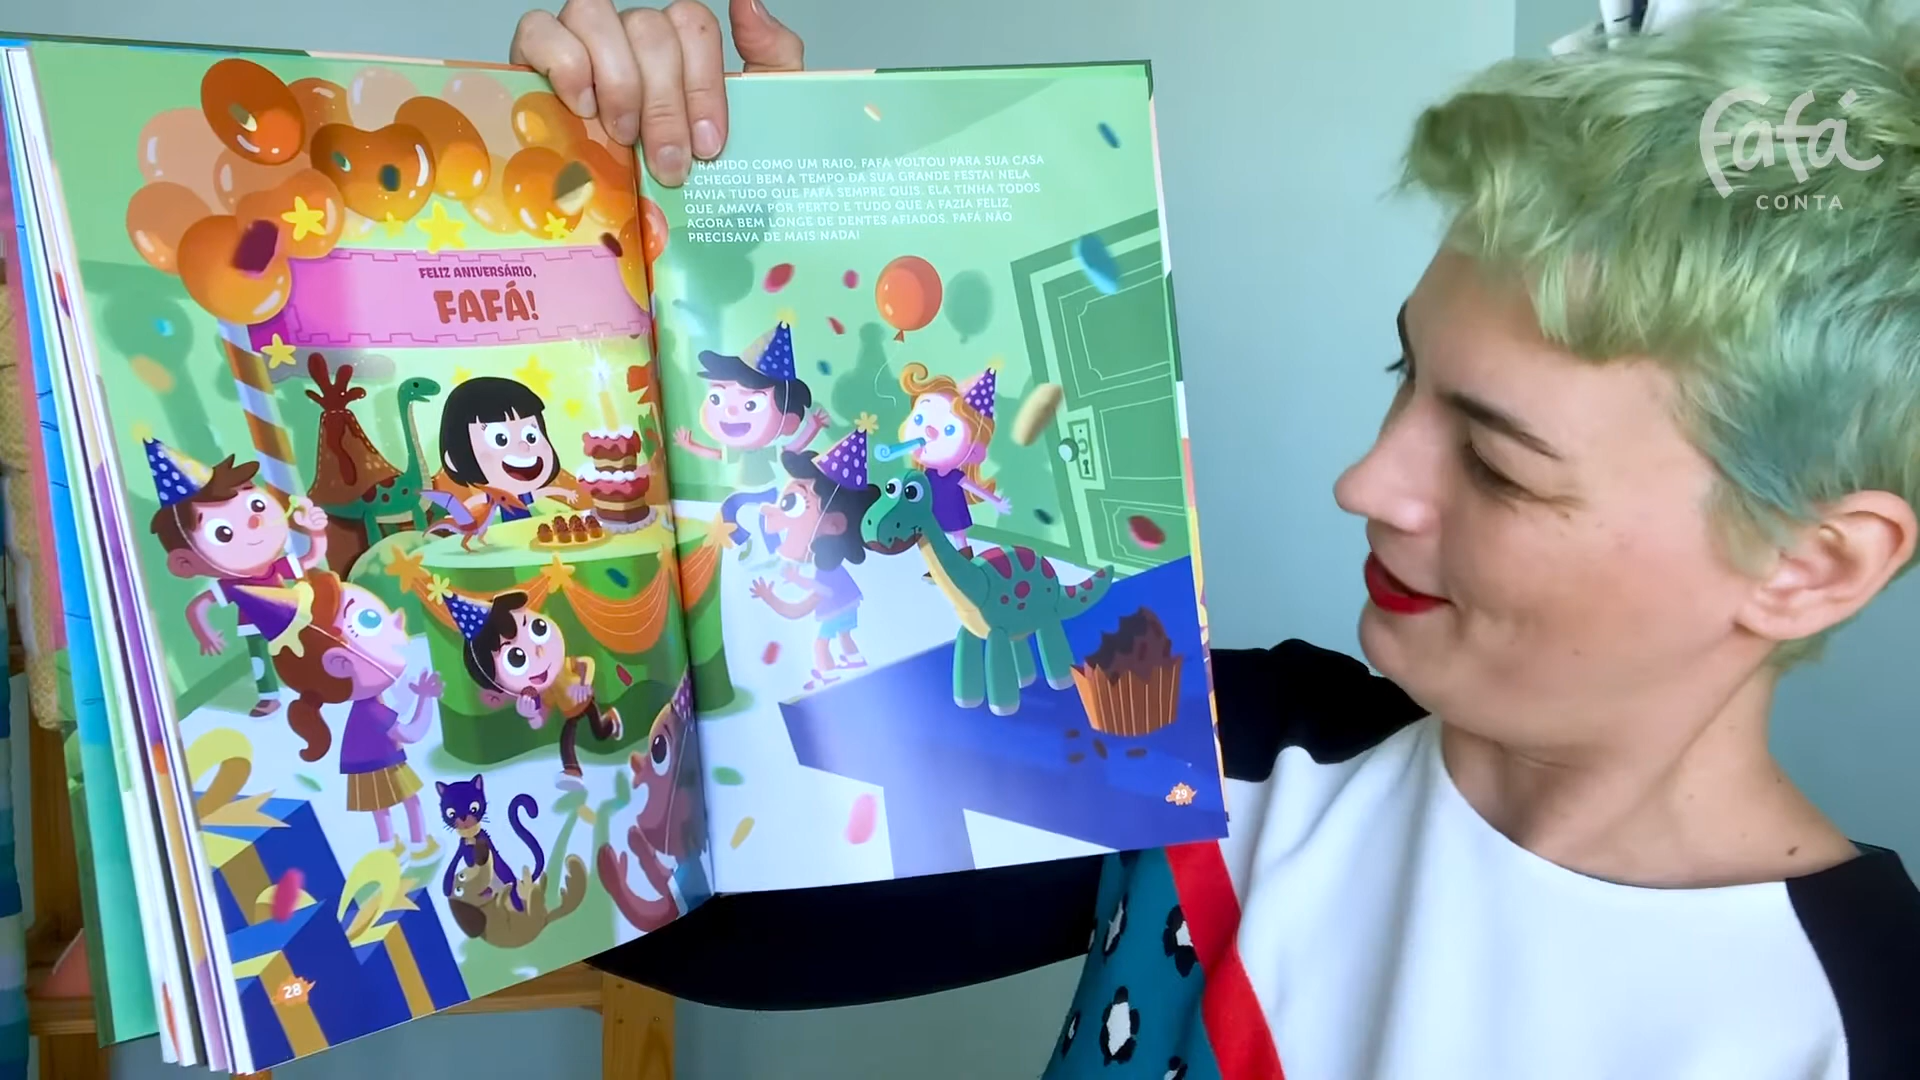 FELIZ ANIVERSÁRIO,
FAFÁ!
RÁPIDO COMO UM RAIO, FAFÁ VOLTOU PARA SUA CASA
E CHEGOU BEM A TEMPO DA SUA GRANDE FESTA! NELA
HAVIA TUDO QUE FAFÁ SEMPRE QUIS. ELA TINHA TODOS
QUE AMAVA POR PERTO E TUDO QUE A FAZIA FELIZ,
AGORA BEM LONGE DE DENTES AFIADOS. FAFÁ NÃO
PRECISAVA DE MAIS NADA!
28
29
Fafá
CONTA